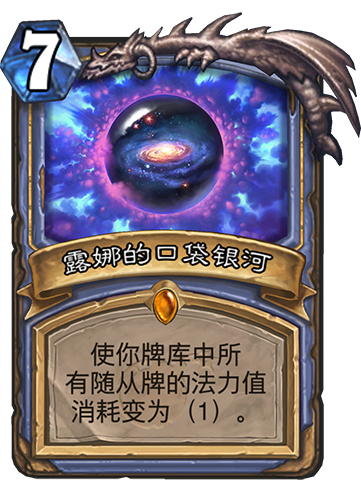 7
露娜的口袋银河
使你牌库中所
有随从牌的法力值
消耗变为（1）。